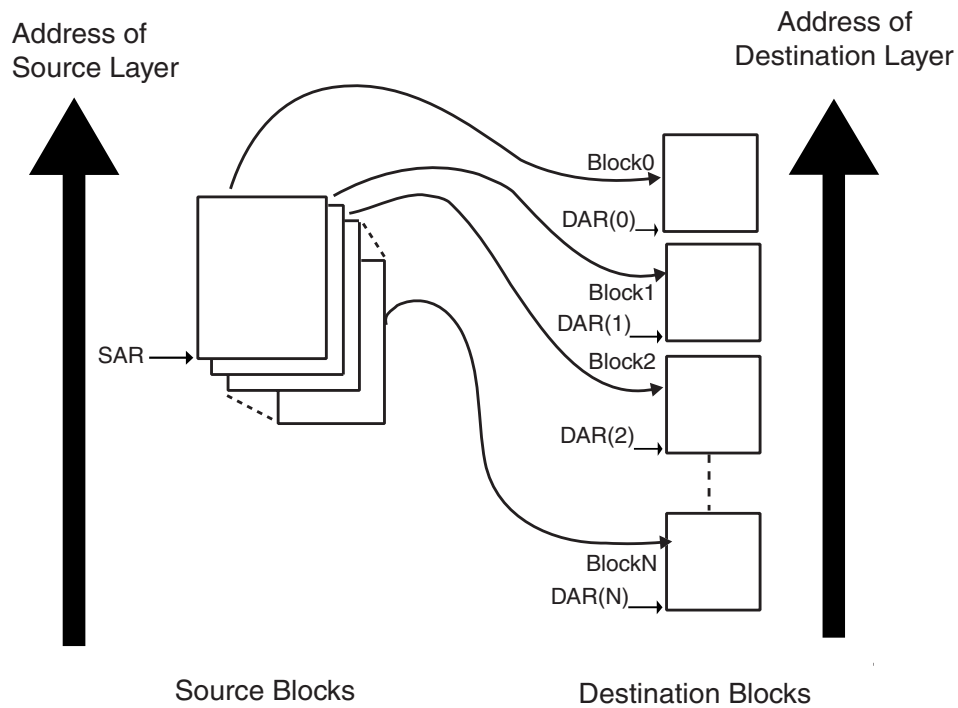 Address of
Source Layer
Address of
Destination Layer
Block0
DAR(0)
Block1
DAR(1)
SAR
Block2
DAR(2)
BlockN
DAR(N)
Source Blocks
Destination Blocks